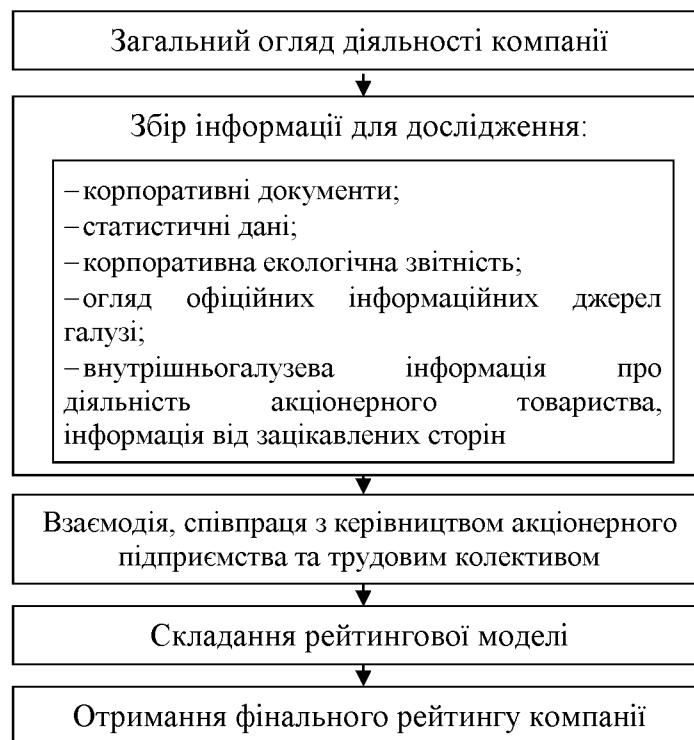 Загальний огляд діяльності компанії
Збір інформації для дослідження:
–корпоративні документи;
–статистичні дані;
–корпоративна екологічна звітність;
–огляд офіційних інформаційних джерел
галузі;
–внутрішньогалузева інформація про
діяльність акціонерного товариства,
інформація від зацікавлених сторін
Взаємодія, співпраця з керівництвом акціонерного
підприємства та трудовим колективом
Складання рейтингової моделі
Отримання фінального рейтингу компанії